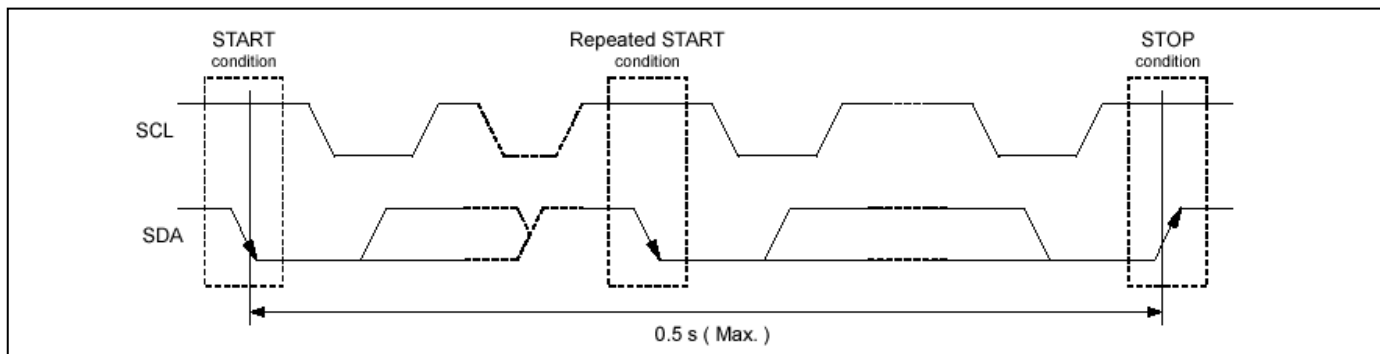 START
condition
Repeated START
condition
STOP
condition
SCL
SDA
0.5 s ( Max. )